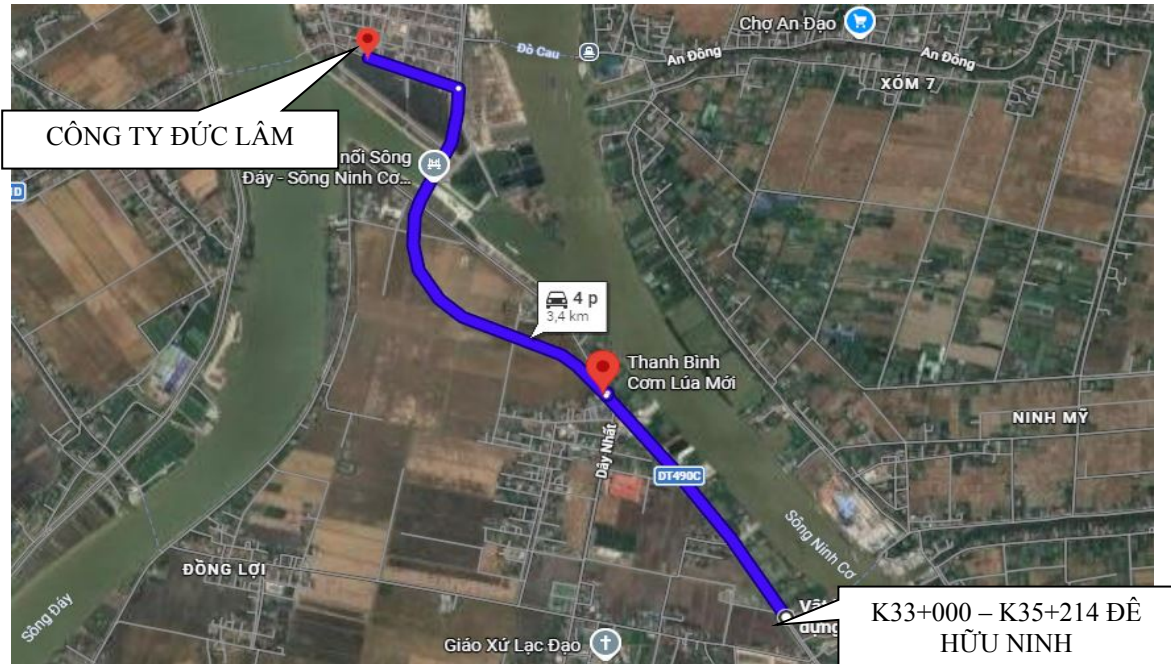 Chợ An Đạo
Đò Cau
An Đông
An Đông
XÓM 7
CÔNG TY ĐỨC LÂM
nối Sông
Đáy - Sông Ninh Cơ...
4 p
3,4 km
Thanh Bình
Cơm Lúa Mới
NINH MỸ
Dây Nhất
ĐT490C
Sông Ninh Cơ
ĐỒNG LỢI
Sông Đáy
Giáo Xứ Lạc Đạo
K33+000 – K35+214 ĐÊ
HỮU NINH